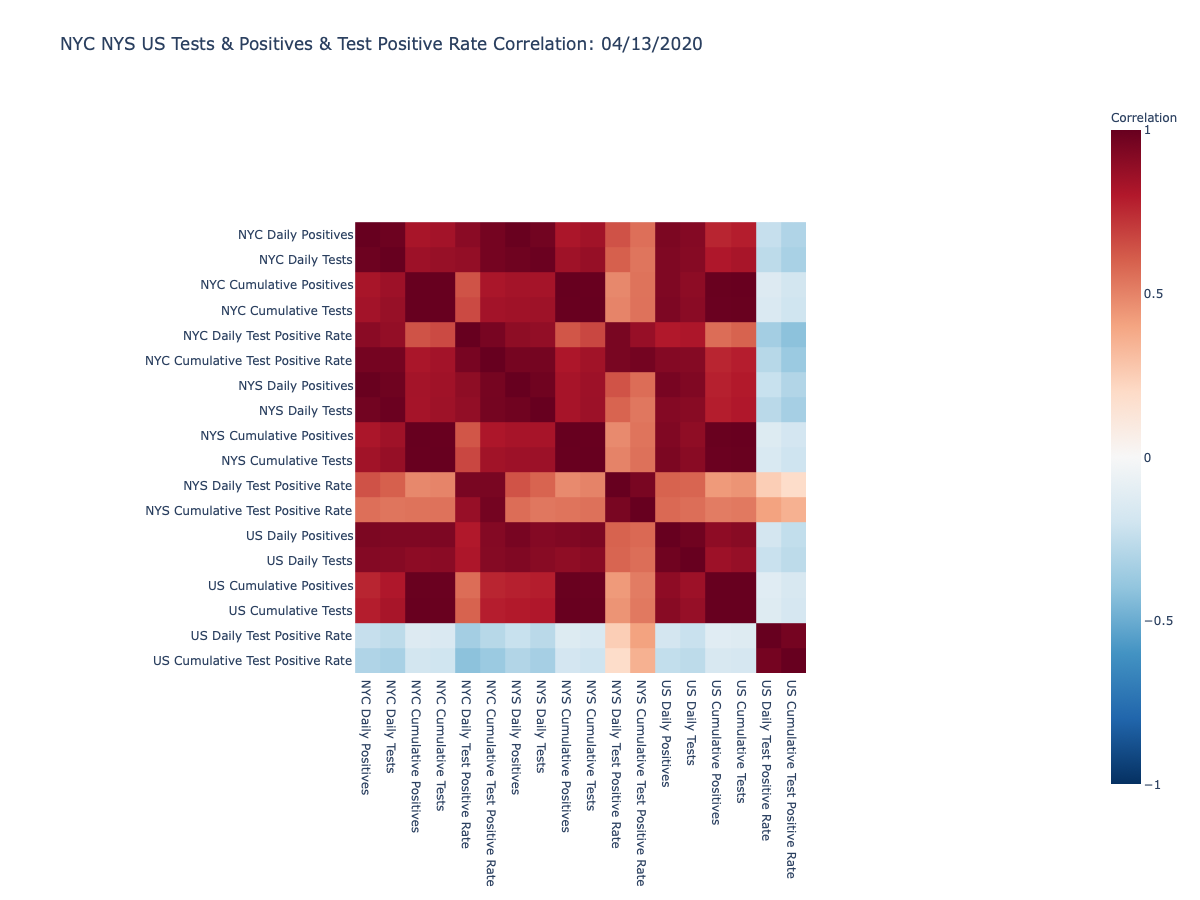 NYC NYS US Tests & Positives & Test Positive Rate Correlation: 04/13/2020
Correlation
1
0.5
0
−0.5
−1
NYC Daily Positives
NYC Daily Tests
NYC Cumulative Positives
NYC Cumulative Tests
NYC Daily Test Positive Rate
NYC Cumulative Test Positive Rate
NYS Daily Positives
NYS Daily Tests
NYS Cumulative Positives
NYS Cumulative Tests
NYS Daily Test Positive Rate
NYS Cumulative Test Positive Rate
US Daily Positives
US Daily Tests
US Cumulative Positives
US Cumulative Tests
US Daily Test Positive Rate
US Cumulative Test Positive Rate
NYC Daily Positives
NYC Daily Tests
NYC Cumulative Positives
NYC Cumulative Tests
NYC Daily Test Positive Rate
NYC Cumulative Test Positive Rate
NYS Daily Positives
NYS Daily Tests
NYS Cumulative Positives
NYS Cumulative Tests
NYS Daily Test Positive Rate
NYS Cumulative Test Positive Rate
US Daily Positives
US Daily Tests
US Cumulative Positives
US Cumulative Tests
US Daily Test Positive Rate
US Cumulative Test Positive Rate